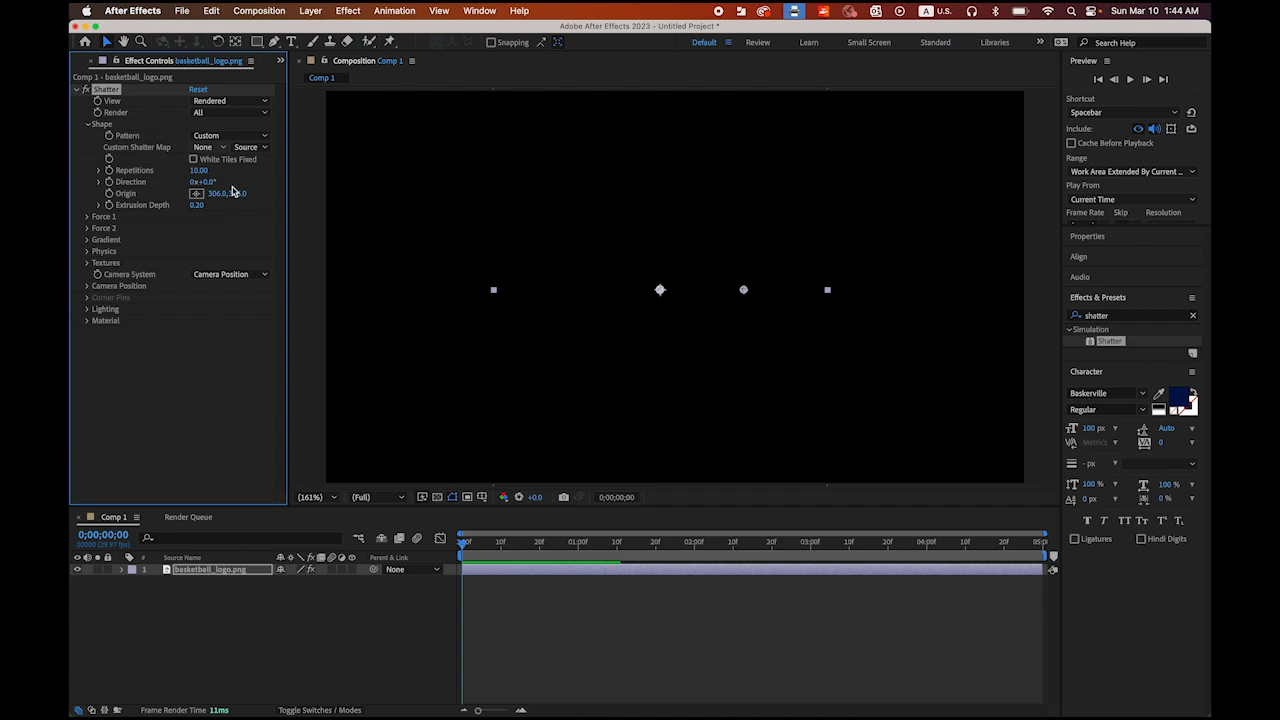 After Effects File Edit Composition Layer Effect Animation View Window Help U.S. Sun Mar 10 1:44 AM
Adobe After Effects 2023 - Untitled Project *
Snapping Default Review Learn Small Screen Standard Libraries Search Help
Effect Controls basketball_logo.png
Comp 1 • basketball_logo.png
fx Shatter Reset
View Rendered
Render All
Shape
Pattern Custom
Custom Shatter Map None Source
White Tiles Fixed
Repetitions 10.00
Direction 0x+0.0°
Origin
Extrusion Depth 0.20
Force 1
Force 2
Gradient
Physics
Textures
Camera System Camera Position
Camera Position
Corner Pins
Lighting
Material
Composition Comp 1
Comp 1
(161%) (Full) +0.0 0;00;00;00
Preview
Shortcut
Spacebar
Include:
Cache Before Playback
Range
Work Area Extended By Current ...
Play From
Current Time
Frame Rate Skip Resolution
Properties
Align
Audio
Effects & Presets
shatter
Simulation
Shatter
Character
Baskerville
Regular
100 px Auto
Metrics 0
- px
100 % 100 %
0 px 0 %
T T TT Tr T¹ T₁
Ligatures Hindi Digits
Comp 1 Render Queue
0;00;00;00
00000 (29.97 fps)
# Source Name Parent & Link
1 basketball_logo.png fx None
10f 20f 01:00f 10f 20f 02:00f 10f 20f 03:00f 10f 20f 04:00f 10f 20f
Frame Render Time 11ms Toggle Switches / Modes